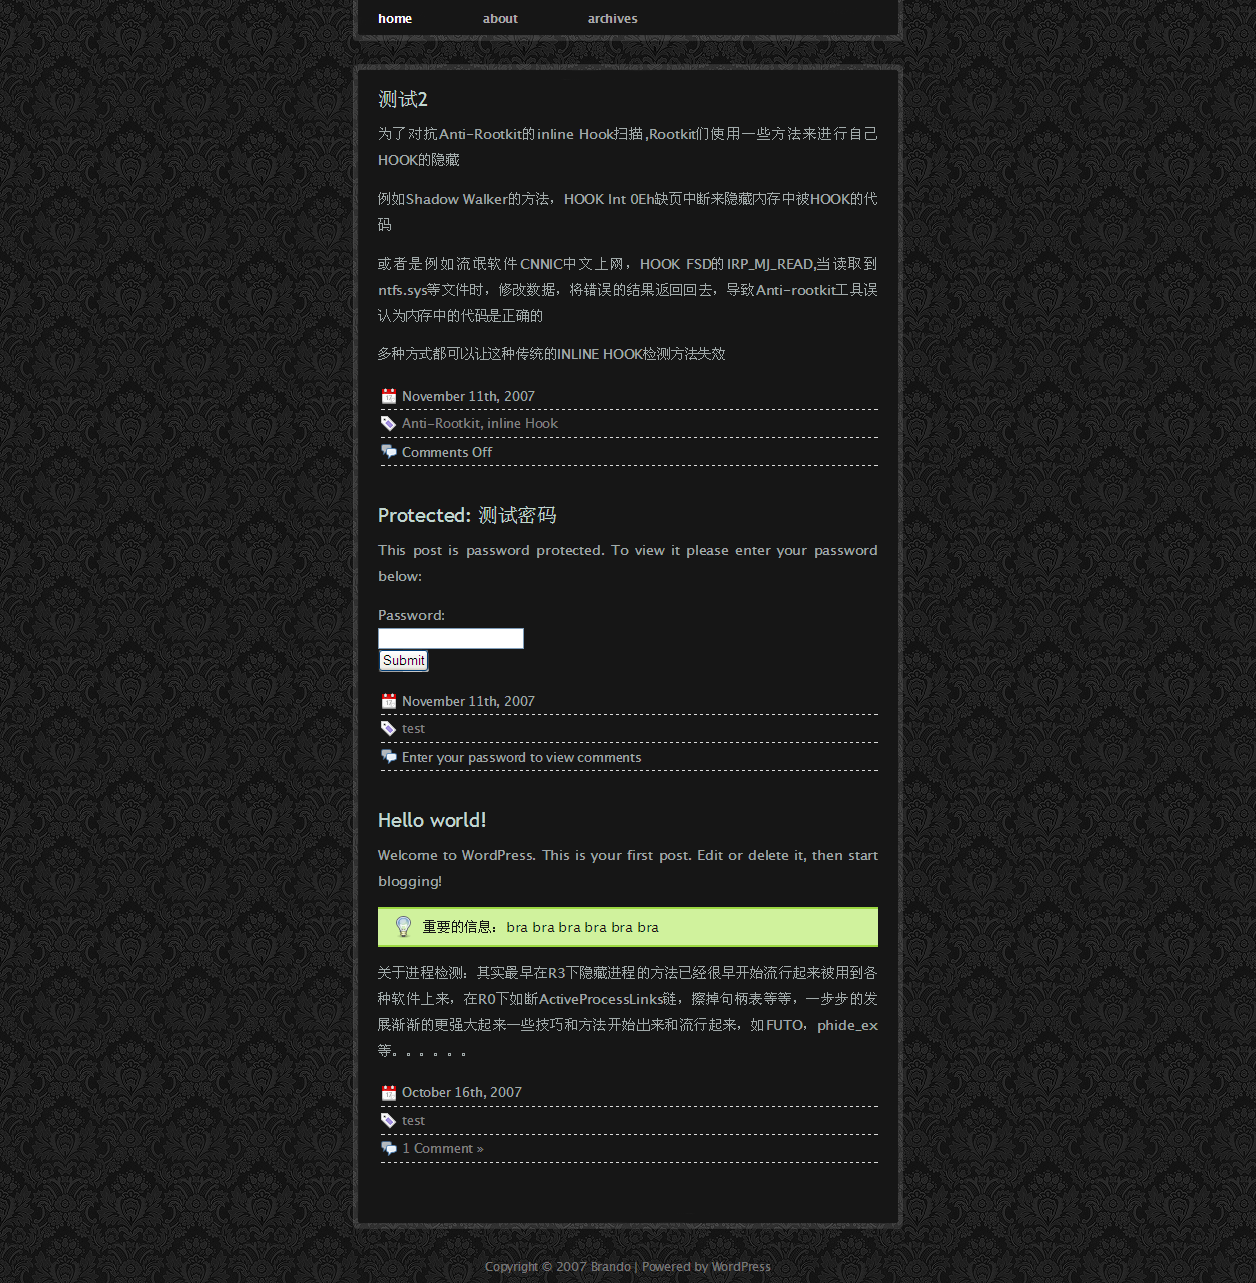 home about archives
测试2
为了对抗Anti-Rootkit的inline Hook扫描,Rootkit们使用一些方法来进行自己
HOOK的隐藏
例如Shadow Walker的方法，HOOK Int 0Eh缺页中断来隐藏内存中被HOOK的代
码
或者是例如流氓软件CNNIC中文上网，HOOK FSD的IRP_MJ_READ,当读取到
ntfs.sys等文件时，修改数据，将错误的结果返回回去，导致Anti-rootkit工具误
认为内存中的代码是正确的
多种方式都可以让这种传统的INLINE HOOK检测方法失效
November 11th, 2007
Anti-Rootkit, inline Hook
Comments Off
Protected: 测试密码
This post is password protected. To view it please enter your password
below:
Password:
Submit
November 11th, 2007
test
Enter your password to view comments
Hello world!
Welcome to WordPress. This is your first post. Edit or delete it, then start
blogging!
重要的信息：bra bra bra bra bra bra
关于进程检测：其实最早在R3下隐藏进程的方法已经很早开始流行起来被用到各
种软件上来，在R0下如断ActiveProcessLinks链，擦掉句柄表等等，一步步的发
展渐渐的更强大起来一些技巧和方法开始出来和流行起来，如FUTO，phide_ex
等。。。。。。
October 16th, 2007
test
1 Comment »
Copyright © 2007 Brando | Powered by WordPress